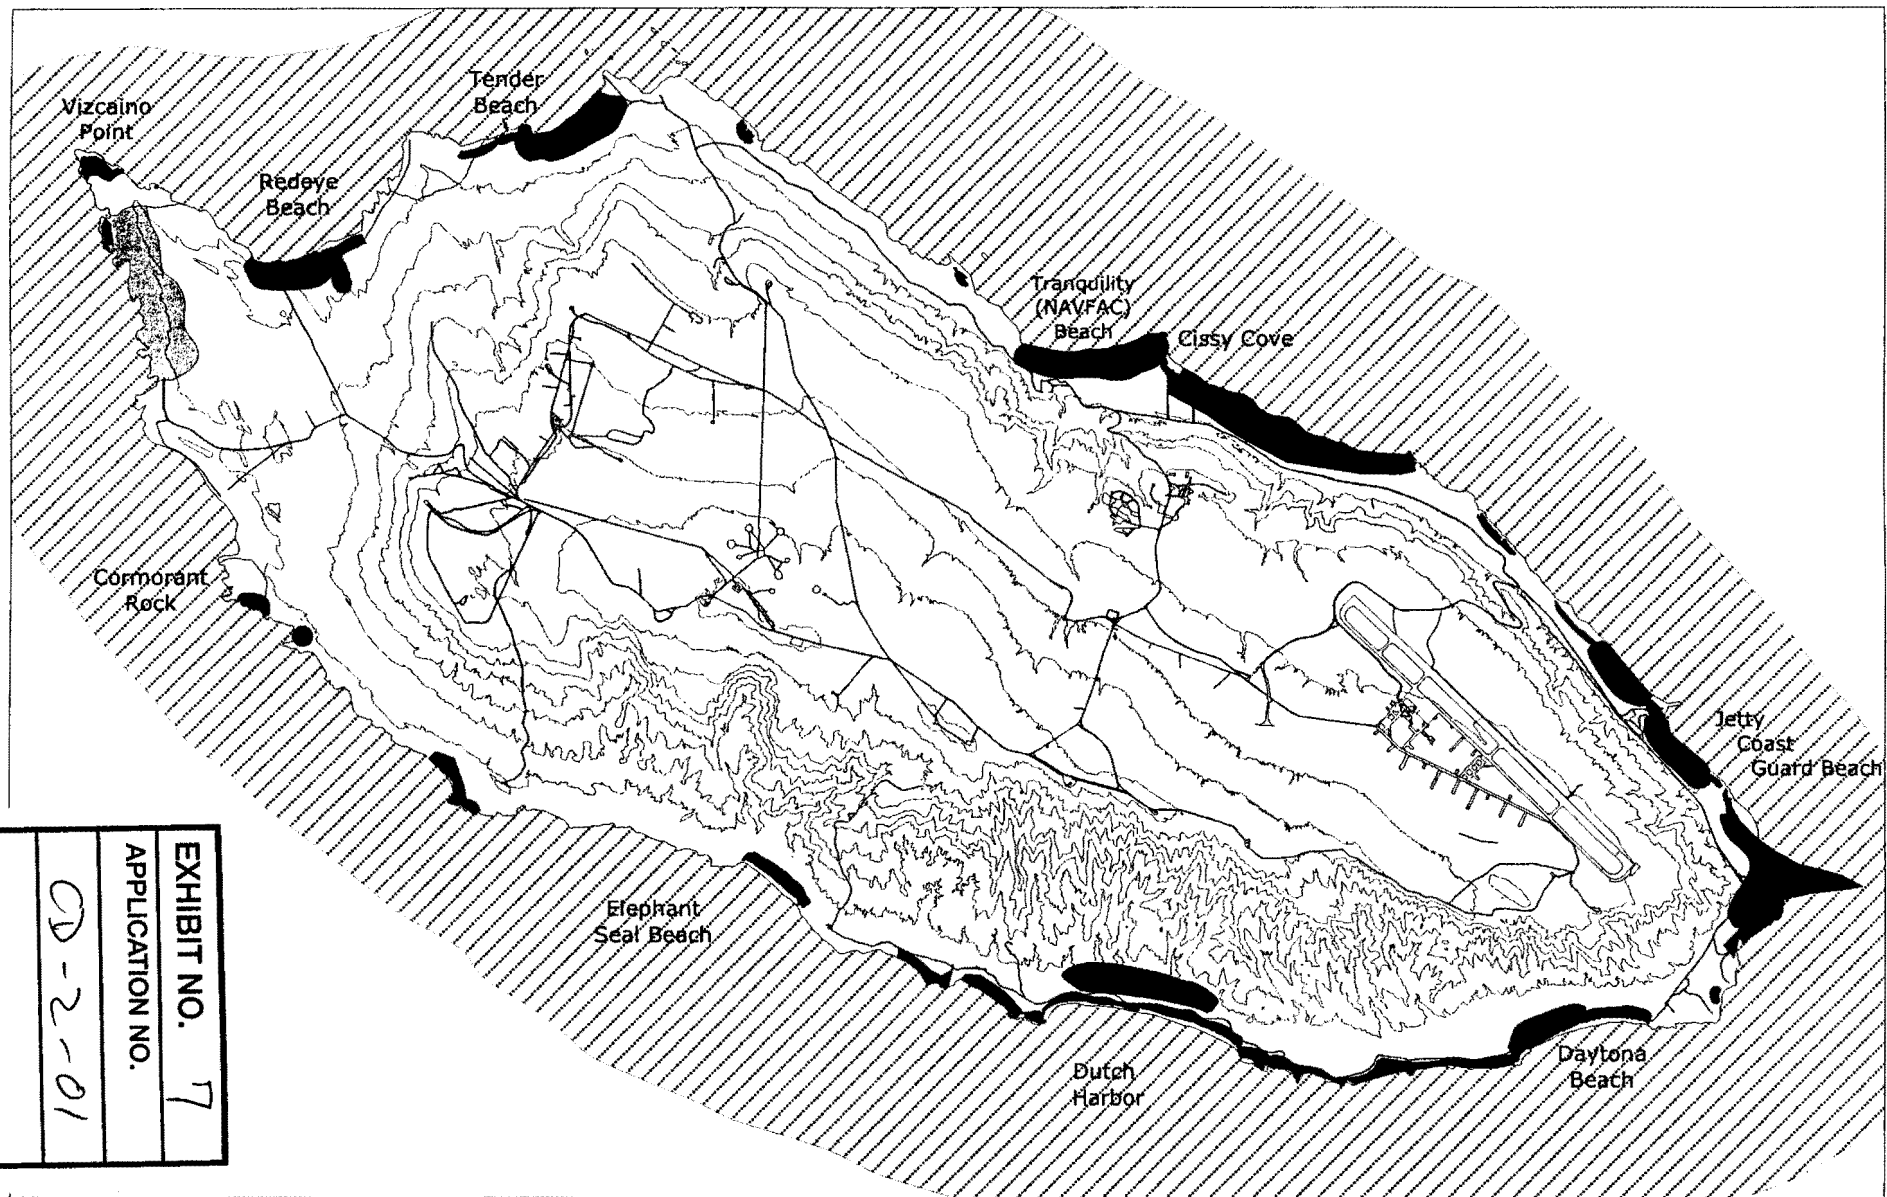 Tender
Beach
Vizcaino
Point
Redeye
Beach
Tranquility
(NAVFAC)
Beach
Cissy Cove
Cormorant
Rock
Jetty
Coast
Guard Beach
Elephant
Seal Beach
Dutch
Harbor
Daytona
Beach
EXHIBIT NO. 7
APPLICATION NO.
CD-2-01